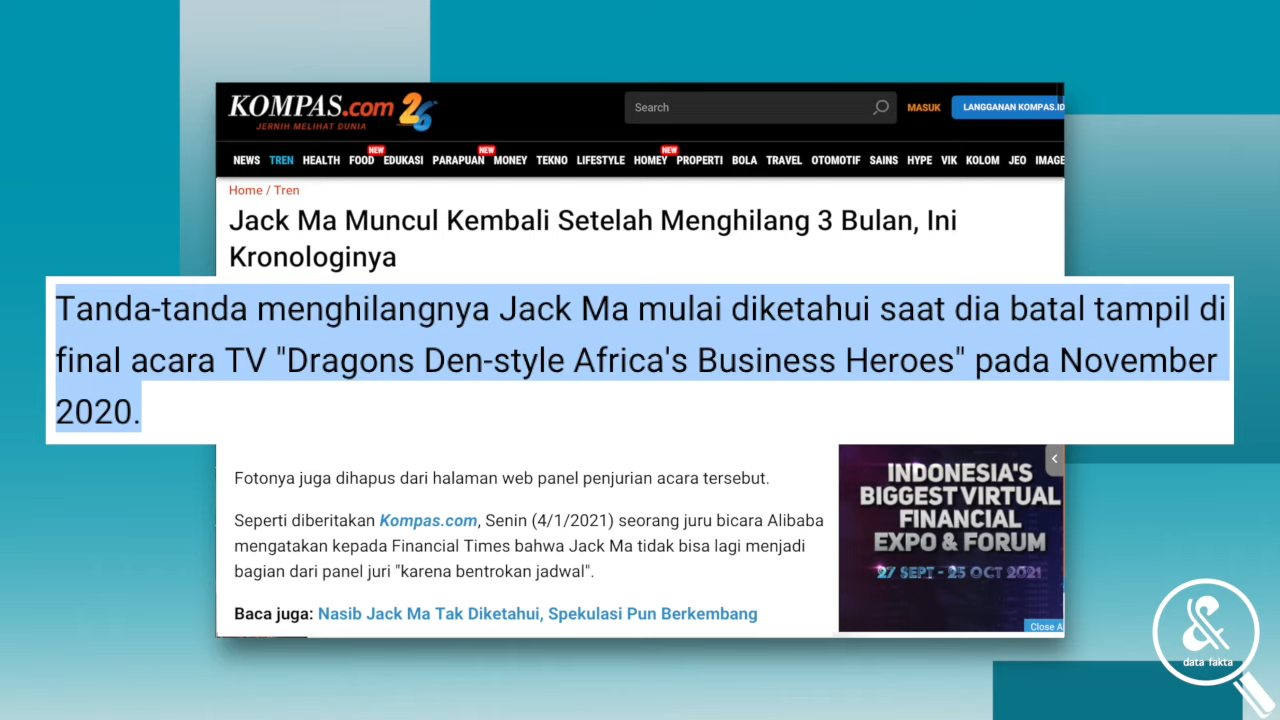 KOMPAS.com 26
JERNIH MELIHAT DUNIA
Search
MASUK
LANGGANAN KOMPAS.ID
NEWS TREN HEALTH FOOD NEW EDUKASI PARAPUAN NEW MONEY TEKNO LIFESTYLE HOMEY NEW PROPERTI BOLA TRAVEL OTOMOTIF SAINS HYPE VIK KOLOM JEO IMAGE
Home / Tren
Jack Ma Muncul Kembali Setelah Menghilang 3 Bulan, Ini
Kronologinya
Tanda-tanda menghilangnya Jack Ma mulai diketahui saat dia batal tampil di
final acara TV "Dragons Den-style Africa's Business Heroes" pada November
2020.
Fotonya juga dihapus dari halaman web panel penjurian acara tersebut.
Seperti diberitakan Kompas.com, Senin (4/1/2021) seorang juru bicara Alibaba
mengatakan kepada Financial Times bahwa Jack Ma tidak bisa lagi menjadi
bagian dari panel juri "karena bentrokan jadwal".
Baca juga: Nasib Jack Ma Tak Diketahui, Spekulasi Pun Berkembang
INDONESIA'S
BIGGEST VIRTUAL
FINANCIAL
EXPO & FORUM
27 SEPT - 25 OCT 2021
Close A
&
data fakta